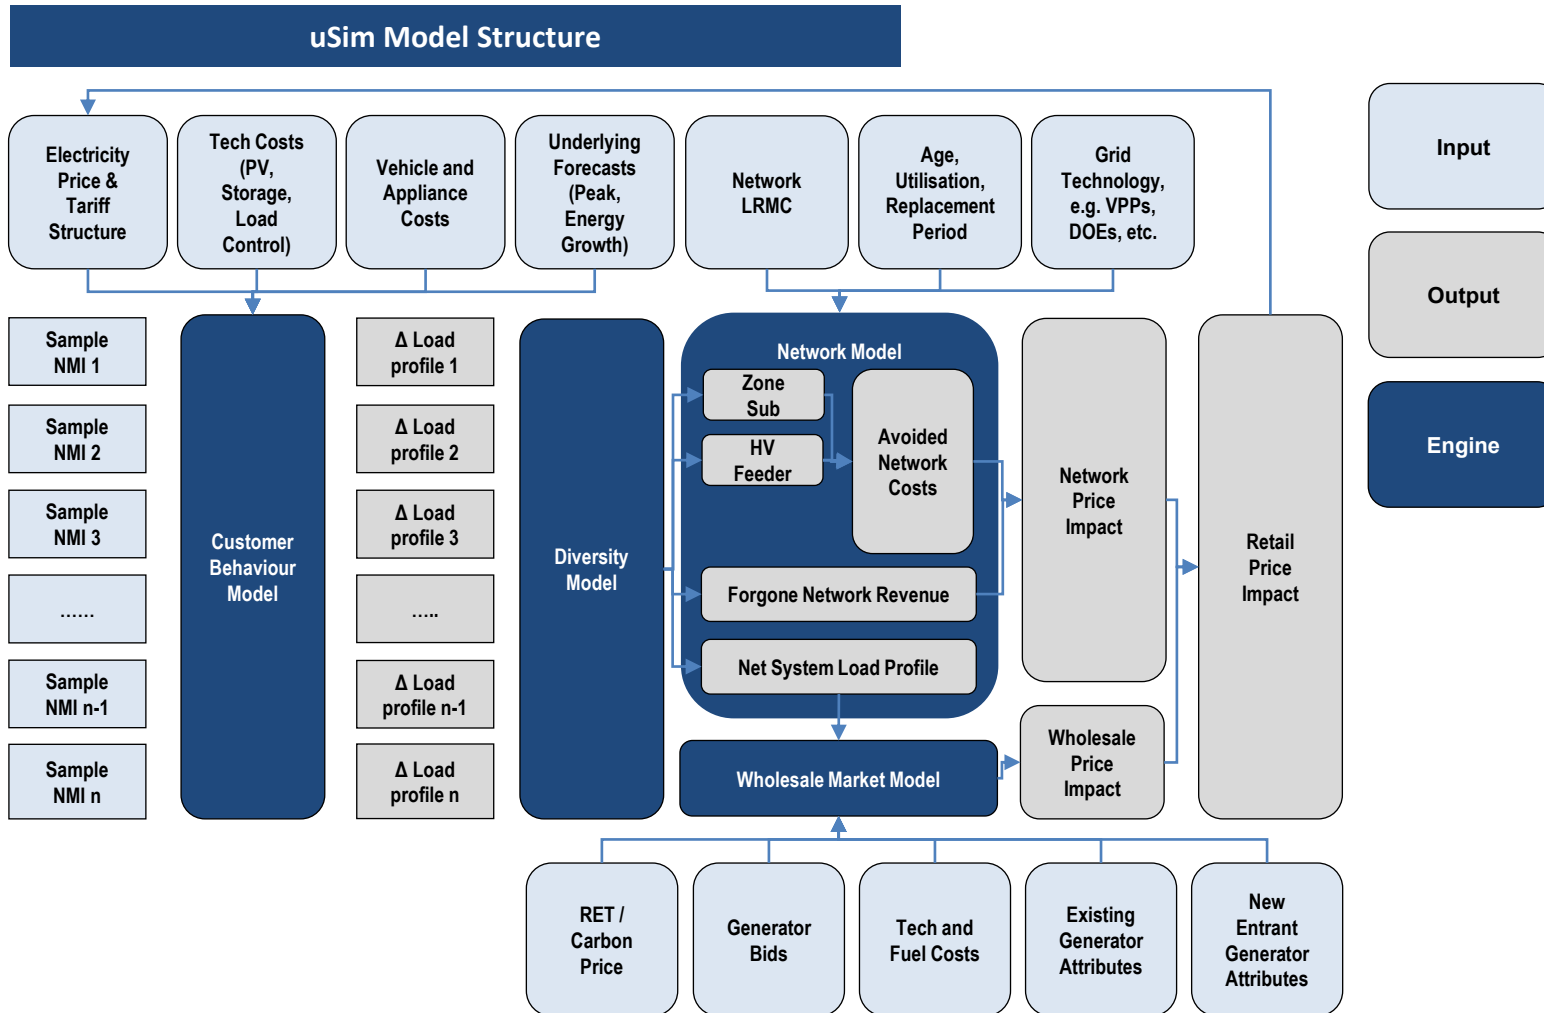 uSim Model Structure
Electricity
Price &
Tariff
Structure
Tech Costs
(PV,
Storage,
Load
Control)
Vehicle and
Appliance
Costs
Underlying
Forecasts
(Peak,
Energy
Growth)
Network
LRMC
Age,
Utilisation,
Replacement
Period
Grid
Technology,
e.g. VPPs,
DOEs, etc.
Input
Output
Engine
Sample
NMI 1
Sample
NMI 2
Sample
NMI 3
......
Sample
NMI n-1
Sample
NMI n
Customer
Behaviour
Model
Δ Load
profile 1
Δ Load
profile 2
Δ Load
profile 3
.....
Δ Load
profile n-1
Δ Load
profile n
Diversity
Model
Network Model
Zone
Sub
HV
Feeder
Avoided
Network
Costs
Forgone Network Revenue
Net System Load Profile
Wholesale Market Model
Network
Price
Impact
Wholesale
Price
Impact
Retail
Price
Impact
RET /
Carbon
Price
Generator
Bids
Tech and
Fuel Costs
Existing
Generator
Attributes
New
Entrant
Generator
Attributes